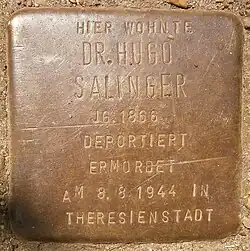 HIER WOHNTE
DR. HUGO
SALINGER
JG. 1866
DEPORTIERT
ERMORDET
AM 8.8.1944 IN
THERESIENSTADT